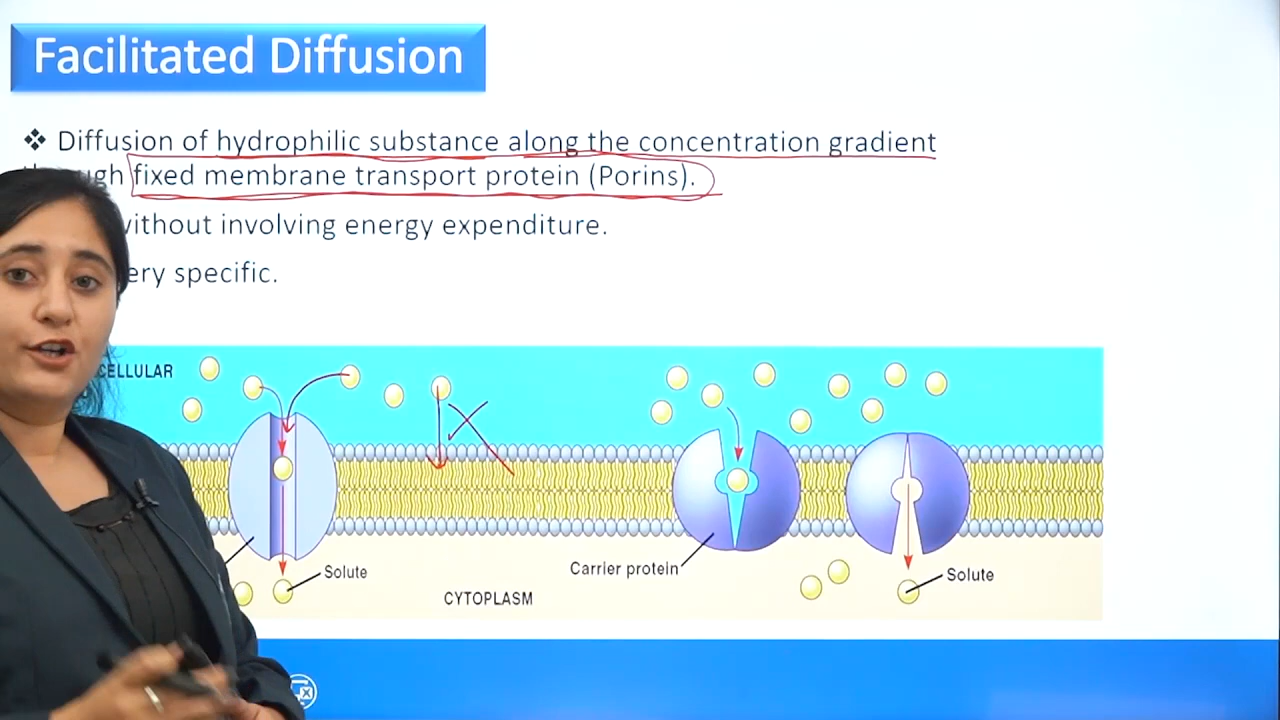 Facilitated Diffusion
❖ Diffusion of hydrophilic substance along the concentration gradient
fixed membrane transport protein (Porins).
without involving energy expenditure.
ery specific.
CELLULAR
Solute
Carrier protein
Solute
CYTOPLASM